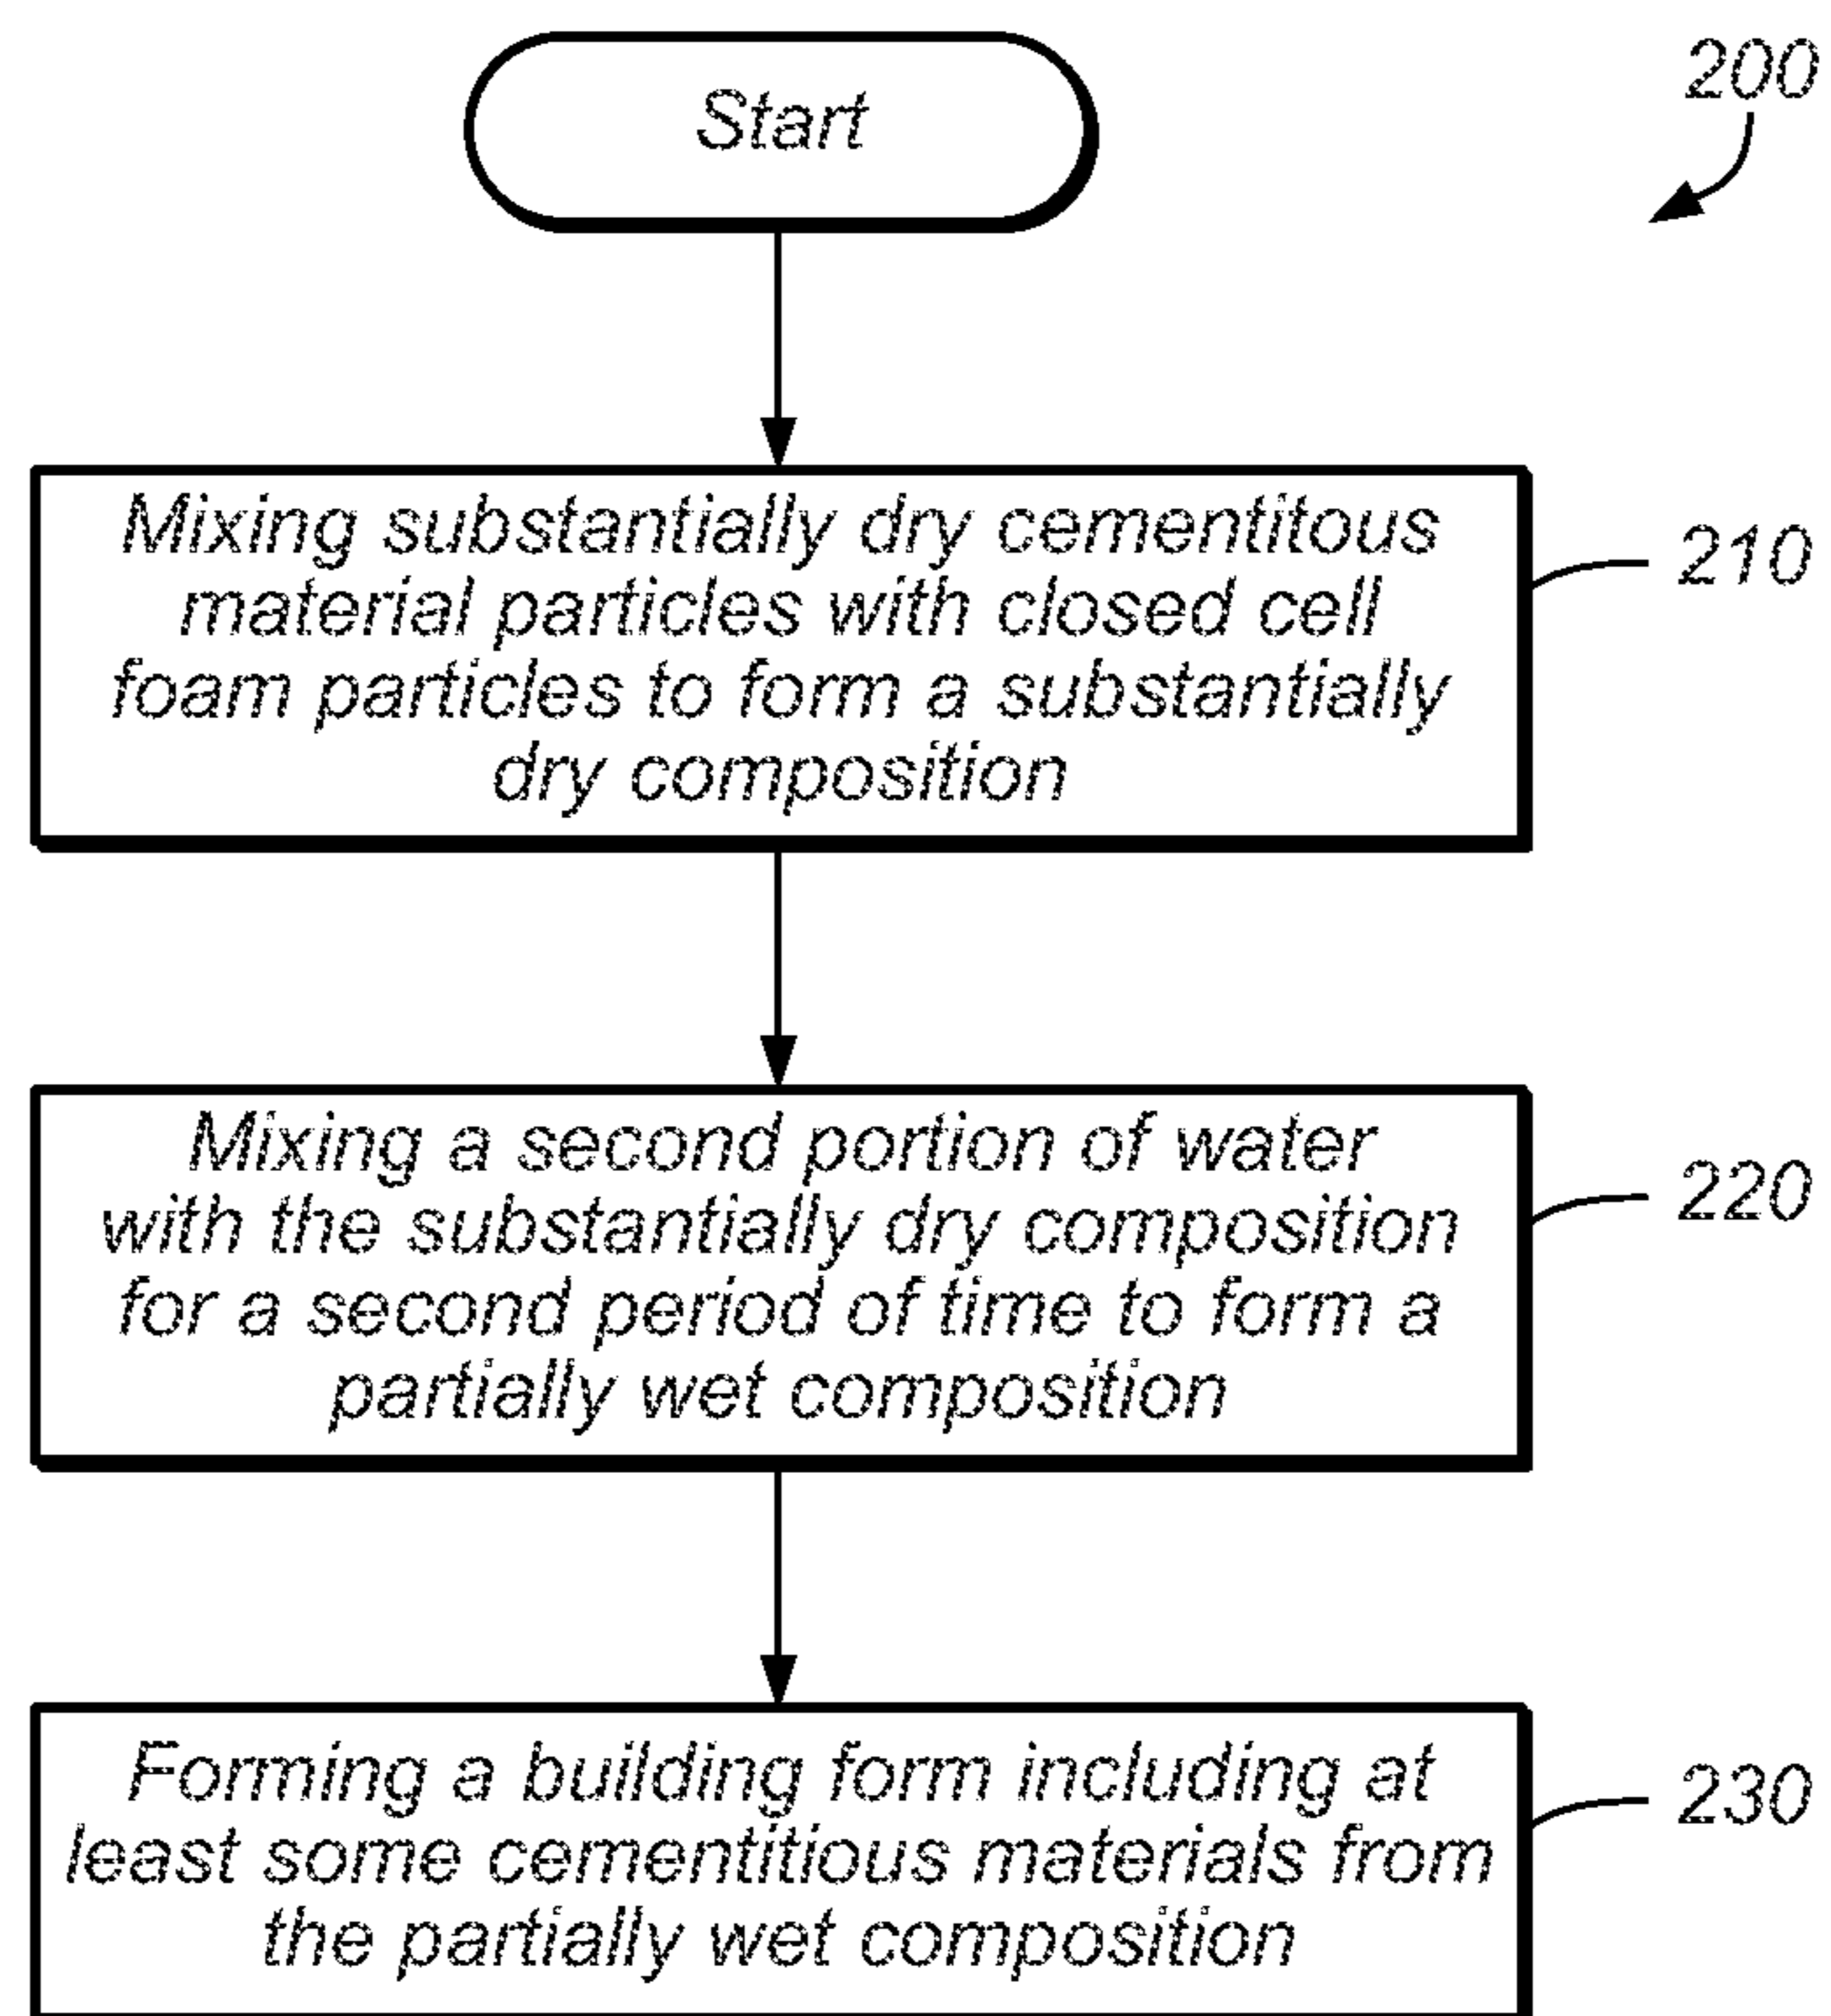 Start
200
Mixing substantially dry cementitous
material particles with closed cell
foam particles to form a substantially
dry composition
210
Mixing a second portion of water
with the substantially dry composition
for a second period of time to form a
partially wet composition
220
Forming a building form including at
least some cementitious materials from
the partially wet composition
230